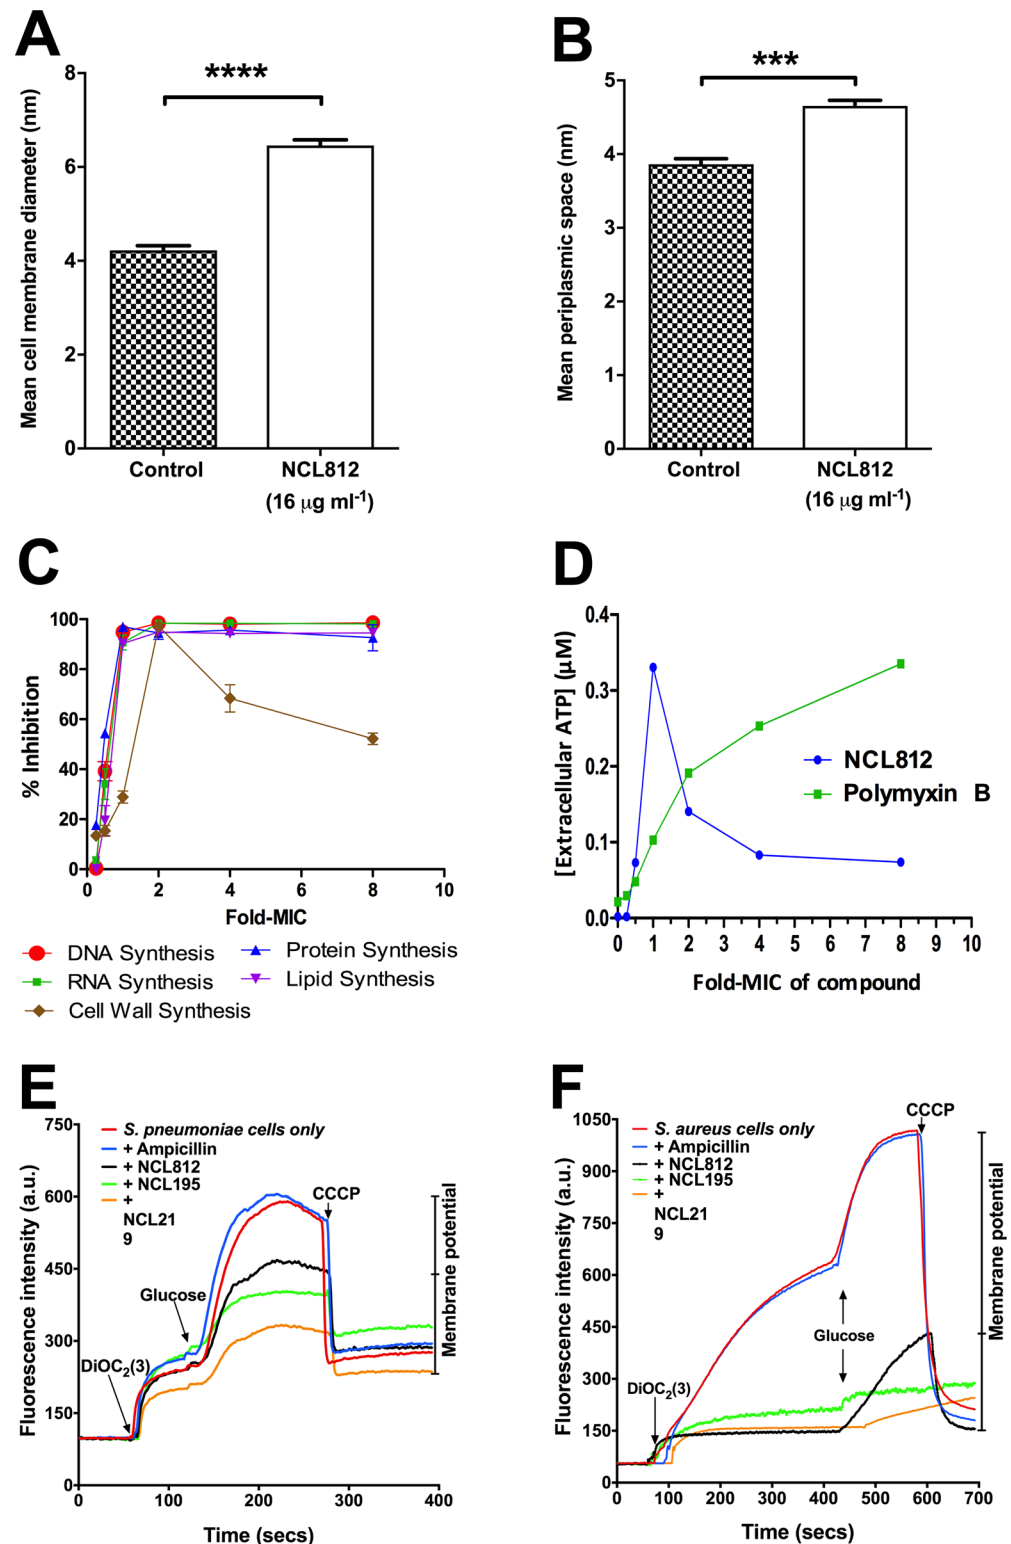 A
B
****
***
8
6
4
2
0
Mean cell membrane diameter (nm)
Control
NCL812
(16 µg ml-1)
5
4
3
2
1
0
Mean periplasmic space (nm)
Control
NCL812
(16 µg ml-1)
C
D
100
80
60
40
20
0
% Inhibition
0 2 4 6 8 10
Fold-MIC
DNA Synthesis
Protein Synthesis
RNA Synthesis
Lipid Synthesis
Cell Wall Synthesis
0.4
0.3
0.2
0.1
0.0
[Extracellular ATP] (µM)
NCL812
Polymyxin B
0 1 2 3 4 5 6 7 8 9 10
Fold-MIC of compound
E
F
750
600
450
300
150
0
Fluorescence intensity (a.u.)
S. pneumoniae cells only
+ Ampicillin
+ NCL812
+ NCL195
+
NCL21
9
CCCP
Glucose
DiOC2(3)
Membrane potential
0 100 200 300 400
Time (secs)
1050
900
750
600
450
300
150
0
Fluorescence intensity (a.u.)
CCCP
S. aureus cells only
+ Ampicillin
+ NCL812
+ NCL195
+
NCL21
9
Glucose
DiOC2(3)
Membrane potential
0 100 200 300 400 500 600 700
Time (secs)